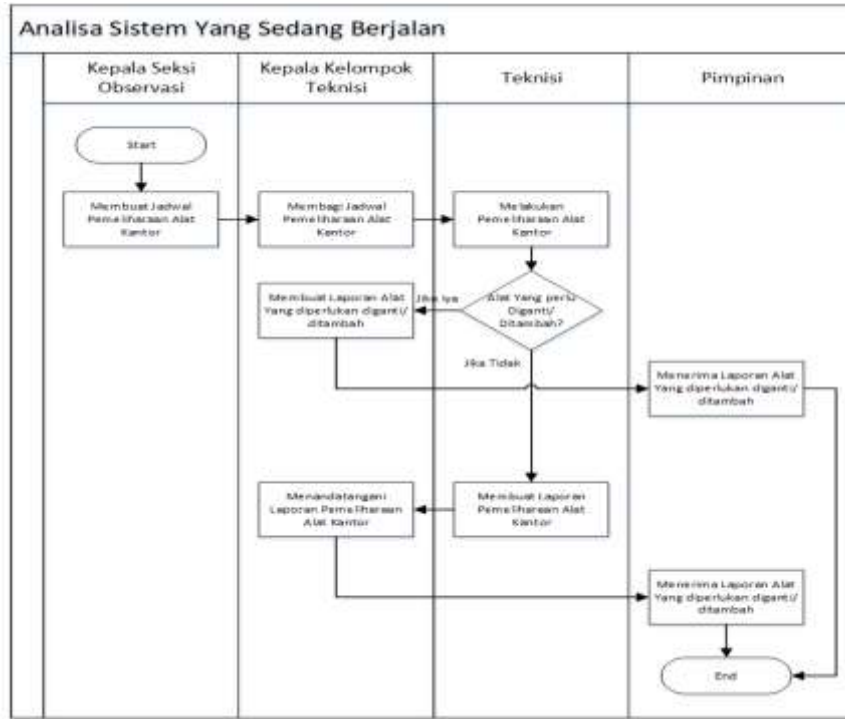 Analisa Sistem Yang Sedang Berjalan
Kepala Seksi
Observasi
Kepala Kelompok
Teknisi
Teknisi
Pimpinan
Start
Membuat Jadwal
Pemeliharaan Alat
Kantor
Membagi Jadwal
Pemeliharaan Alat
Kantor
Melakukan
Pemeliharaan Alat
Kantor
Membuat Laporan Alat
Yang diperlukan diganti/
ditambah
Jika Iya
Alat Yang perlu
Diganti/
Ditambah?
Jika Tidak
Menerima Laporan Alat
Yang diperlukan diganti/
ditambah
Menandatangani
Laporan Pemeliharaan
Alat Kantor
Membuat Laporan
Pemeliharaan Alat
Kantor
Menerima Laporan Alat
Yang diperlukan diganti/
ditambah
End